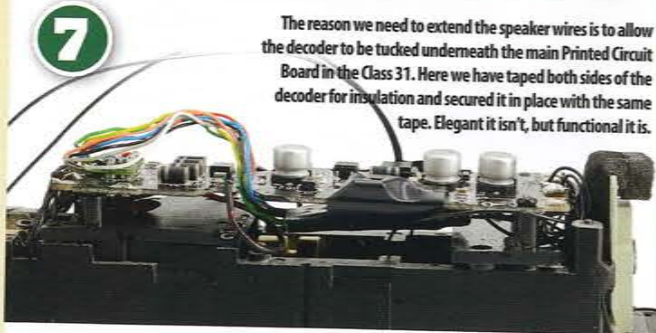 7
The reason we need to extend the speaker wires is to allow
the decoder to be tucked underneath the main Printed Circuit
Board in the Class 31. Here we have taped both sides of the
decoder for insulation and secured it in place with the same
tape. Elegant it isn't, but functional it is.